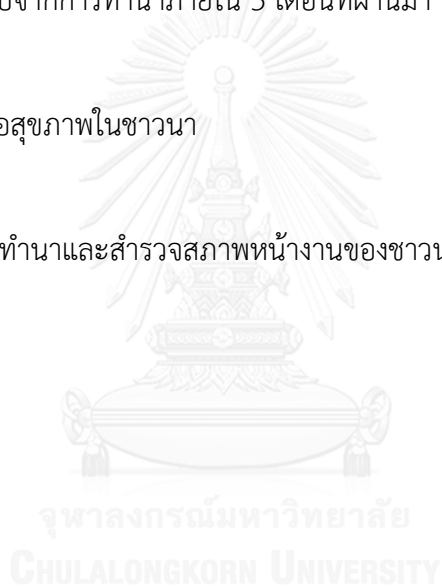 จากการทำนาภายใน 3 เดือนที่ผ่านมา
อสุขภาพในชาวนา
ทำนาและสำรวจสภาพหน้างานของชาวน
จุฬาลงกรณ์มหาวิทยาลัย
CHULALONGKORN UNIVERSITY